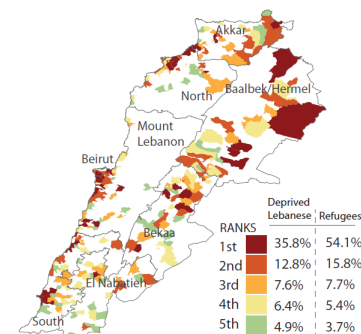 Akkar
North
Baalbek/Hermel
Mount
Lebanon
Beirut
Bekaa
El Nabatieh
South
Deprived
Lebanese Refugees
RANKS
1st 35.8% 54.1%
2nd 12.8% 15.8%
3rd 7.6% 7.7%
4th 6.4% 5.4%
5th 4.9% 3.7%